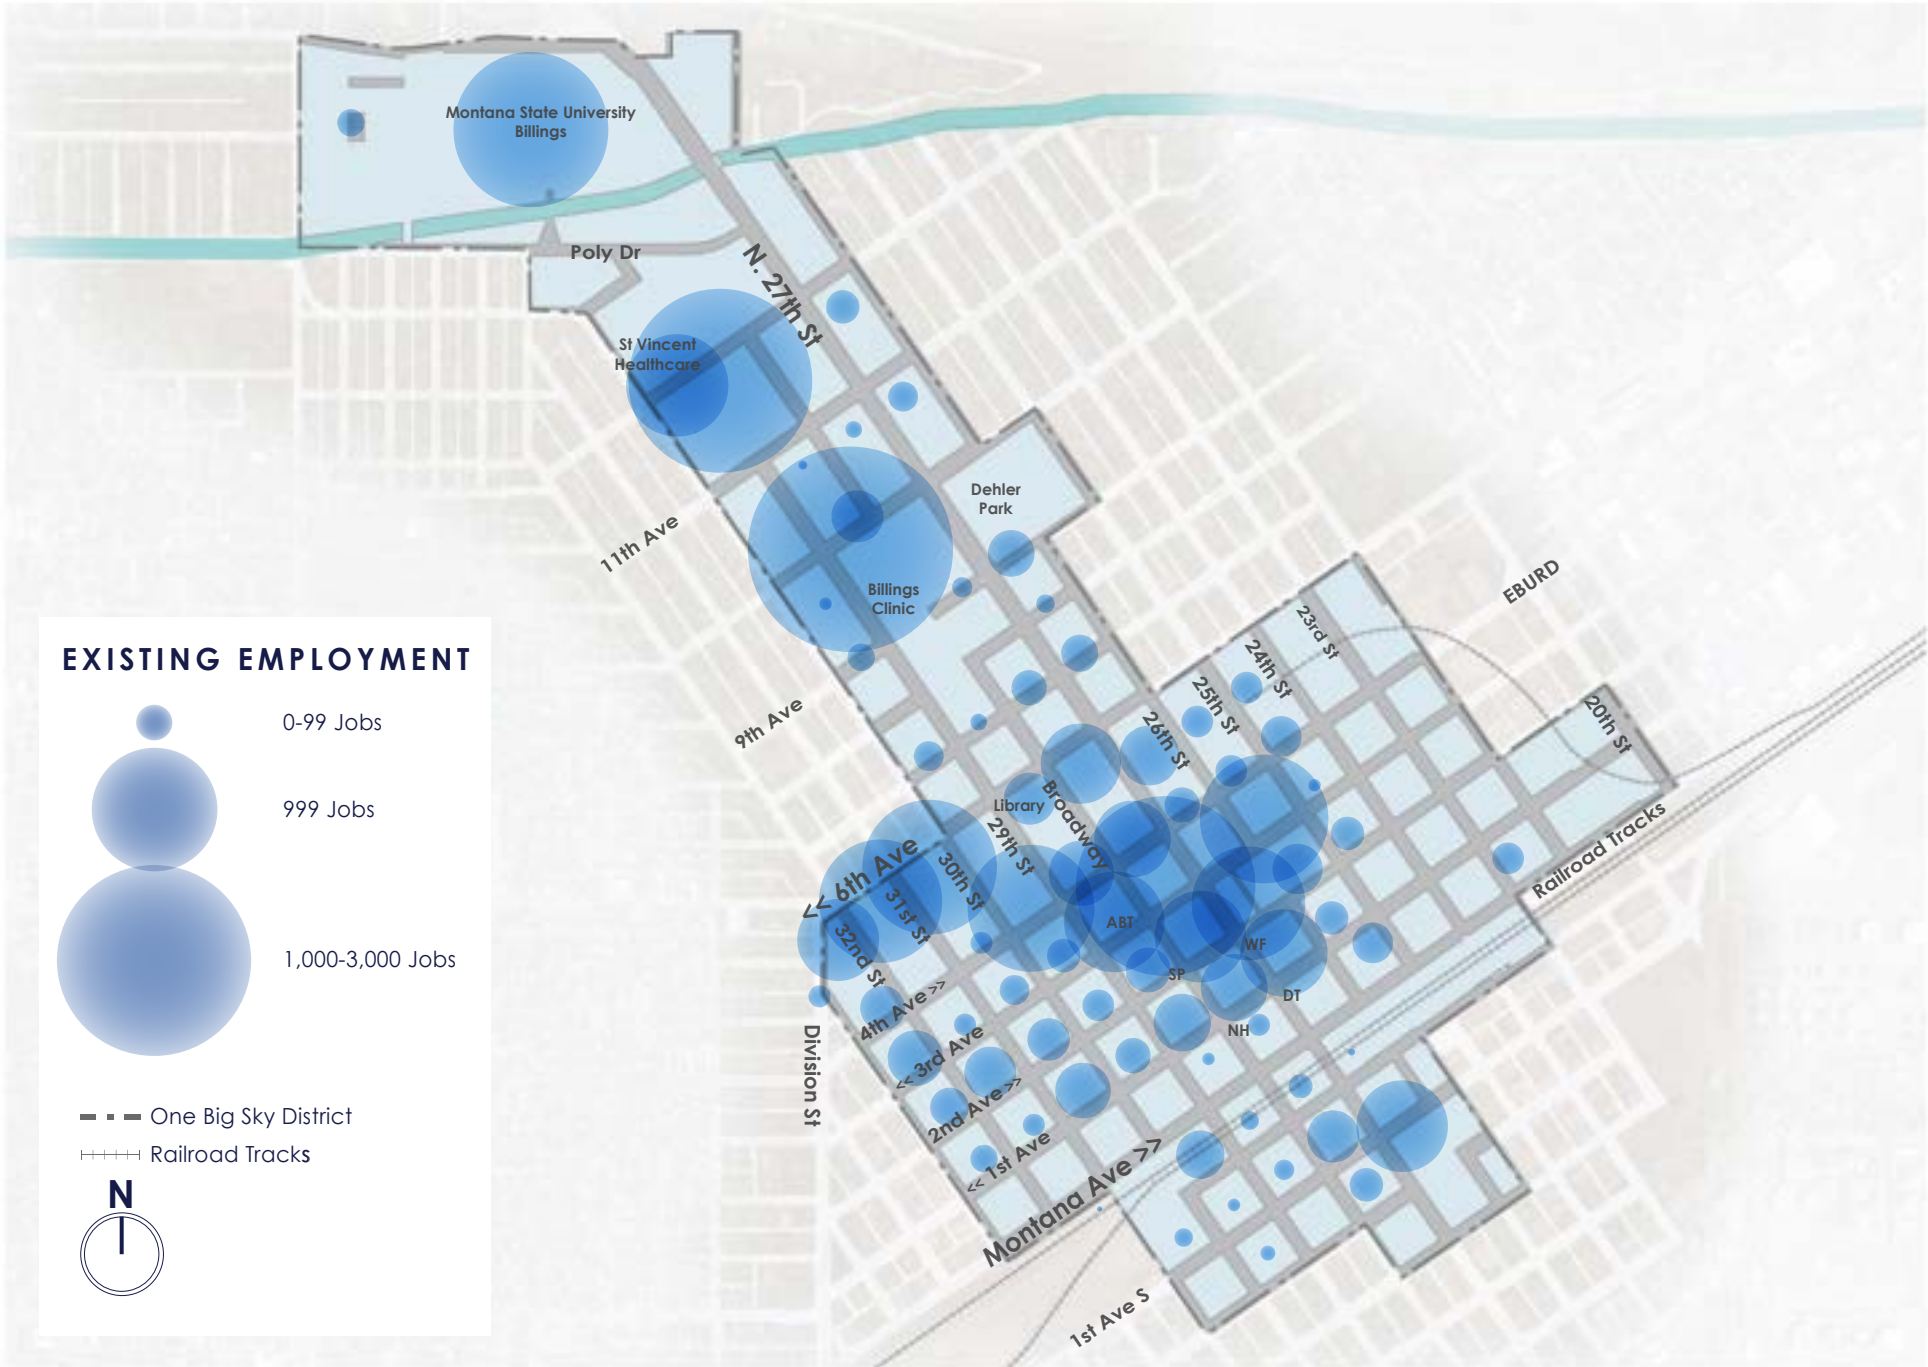 Montana State University
Billings
Poly Dr
N. 27th St
St Vincent
Healthcare
Dehler
Park
11th Ave
Billings
Clinic
EBURD
9th Ave
23rd St
24th St
25th St
26th St
20th St
Library
Broadway
29th St
30th St
<< 6th Ave
31st St
32nd St
ABT
WF
SP
DT
NH
Railroad Tracks
4th Ave >>
<< 3rd Ave
2nd Ave >>
<< 1st Ave
Division St
Montana Ave >>
1st Ave S
EXISTING EMPLOYMENT
0-99 Jobs
999 Jobs
1,000-3,000 Jobs
One Big Sky District
Railroad Tracks
N